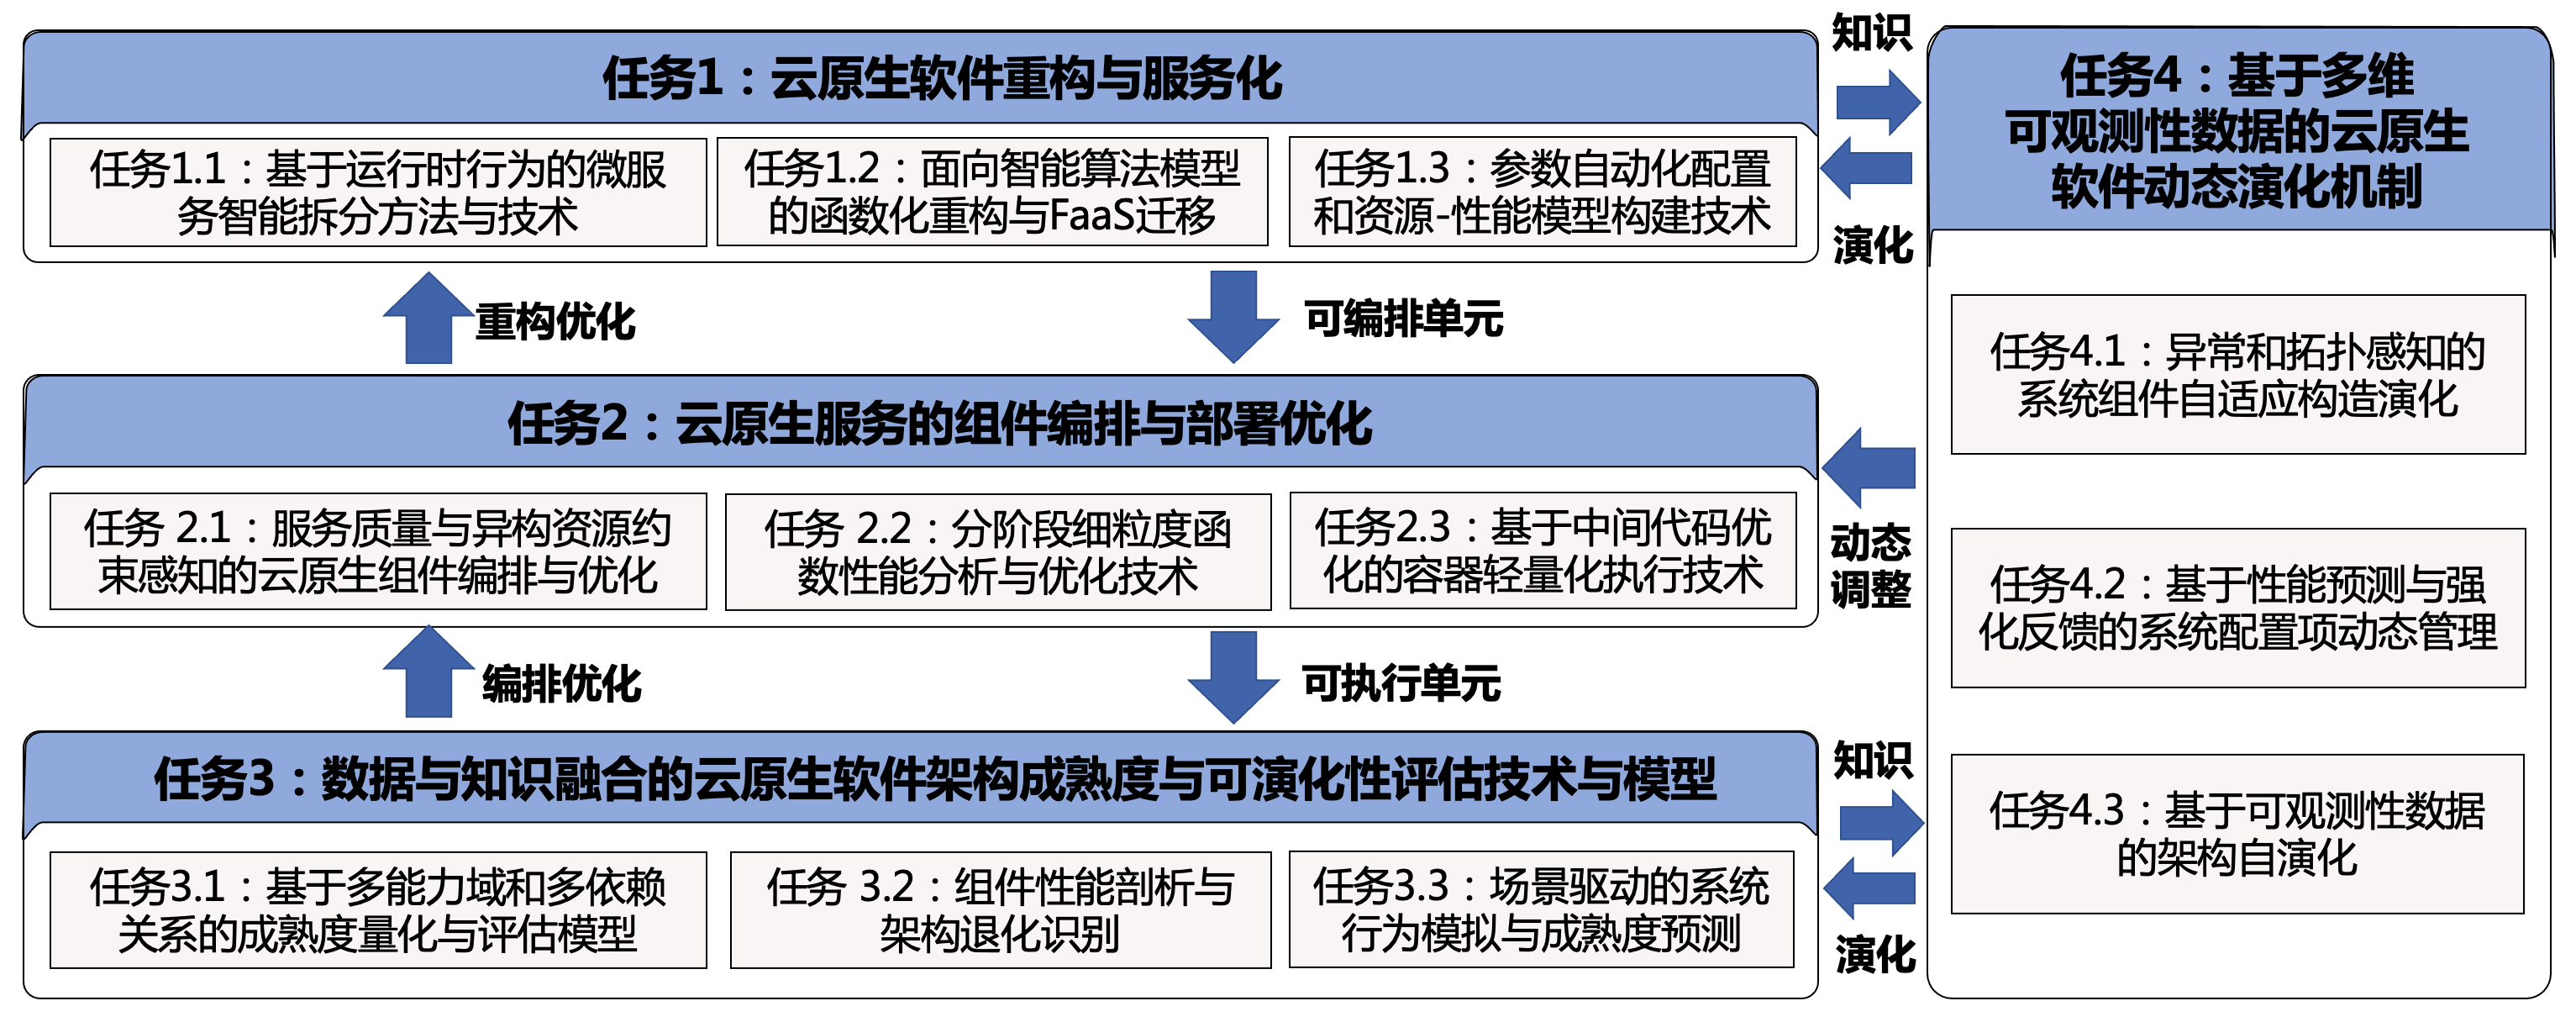 任务1：云原生软件重构与服务化
任务1.1：基于运行时行为的微服
务智能拆分方法与技术
任务1.2：面向智能算法模型
的函数化重构与FaaS迁移
任务1.3：参数自动化配置
和资源-性能模型构建技术
知识
演化
重构优化
可编排单元
任务2：云原生服务的组件编排与部署优化
任务 2.1：服务质量与异构资源约
束感知的云原生组件编排与优化
任务 2.2：分阶段细粒度函
数性能分析与优化技术
任务2.3：基于中间代码优
化的容器轻量化执行技术
动态
调整
编排优化
可执行单元
任务3：数据与知识融合的云原生软件架构成熟度与可演化性评估技术与模型
任务3.1：基于多能力域和多依赖
关系的成熟度量化与评估模型
任务 3.2：组件性能剖析与
架构退化识别
任务3.3：场景驱动的系统
行为模拟与成熟度预测
知识
演化
任务4：基于多维
可观测性数据的云原生
软件动态演化机制
任务4.1：异常和拓扑感知的
系统组件自适应构造演化
任务4.2：基于性能预测与强
化反馈的系统配置项动态管理
任务4.3：基于可观测性数据
的架构自演化